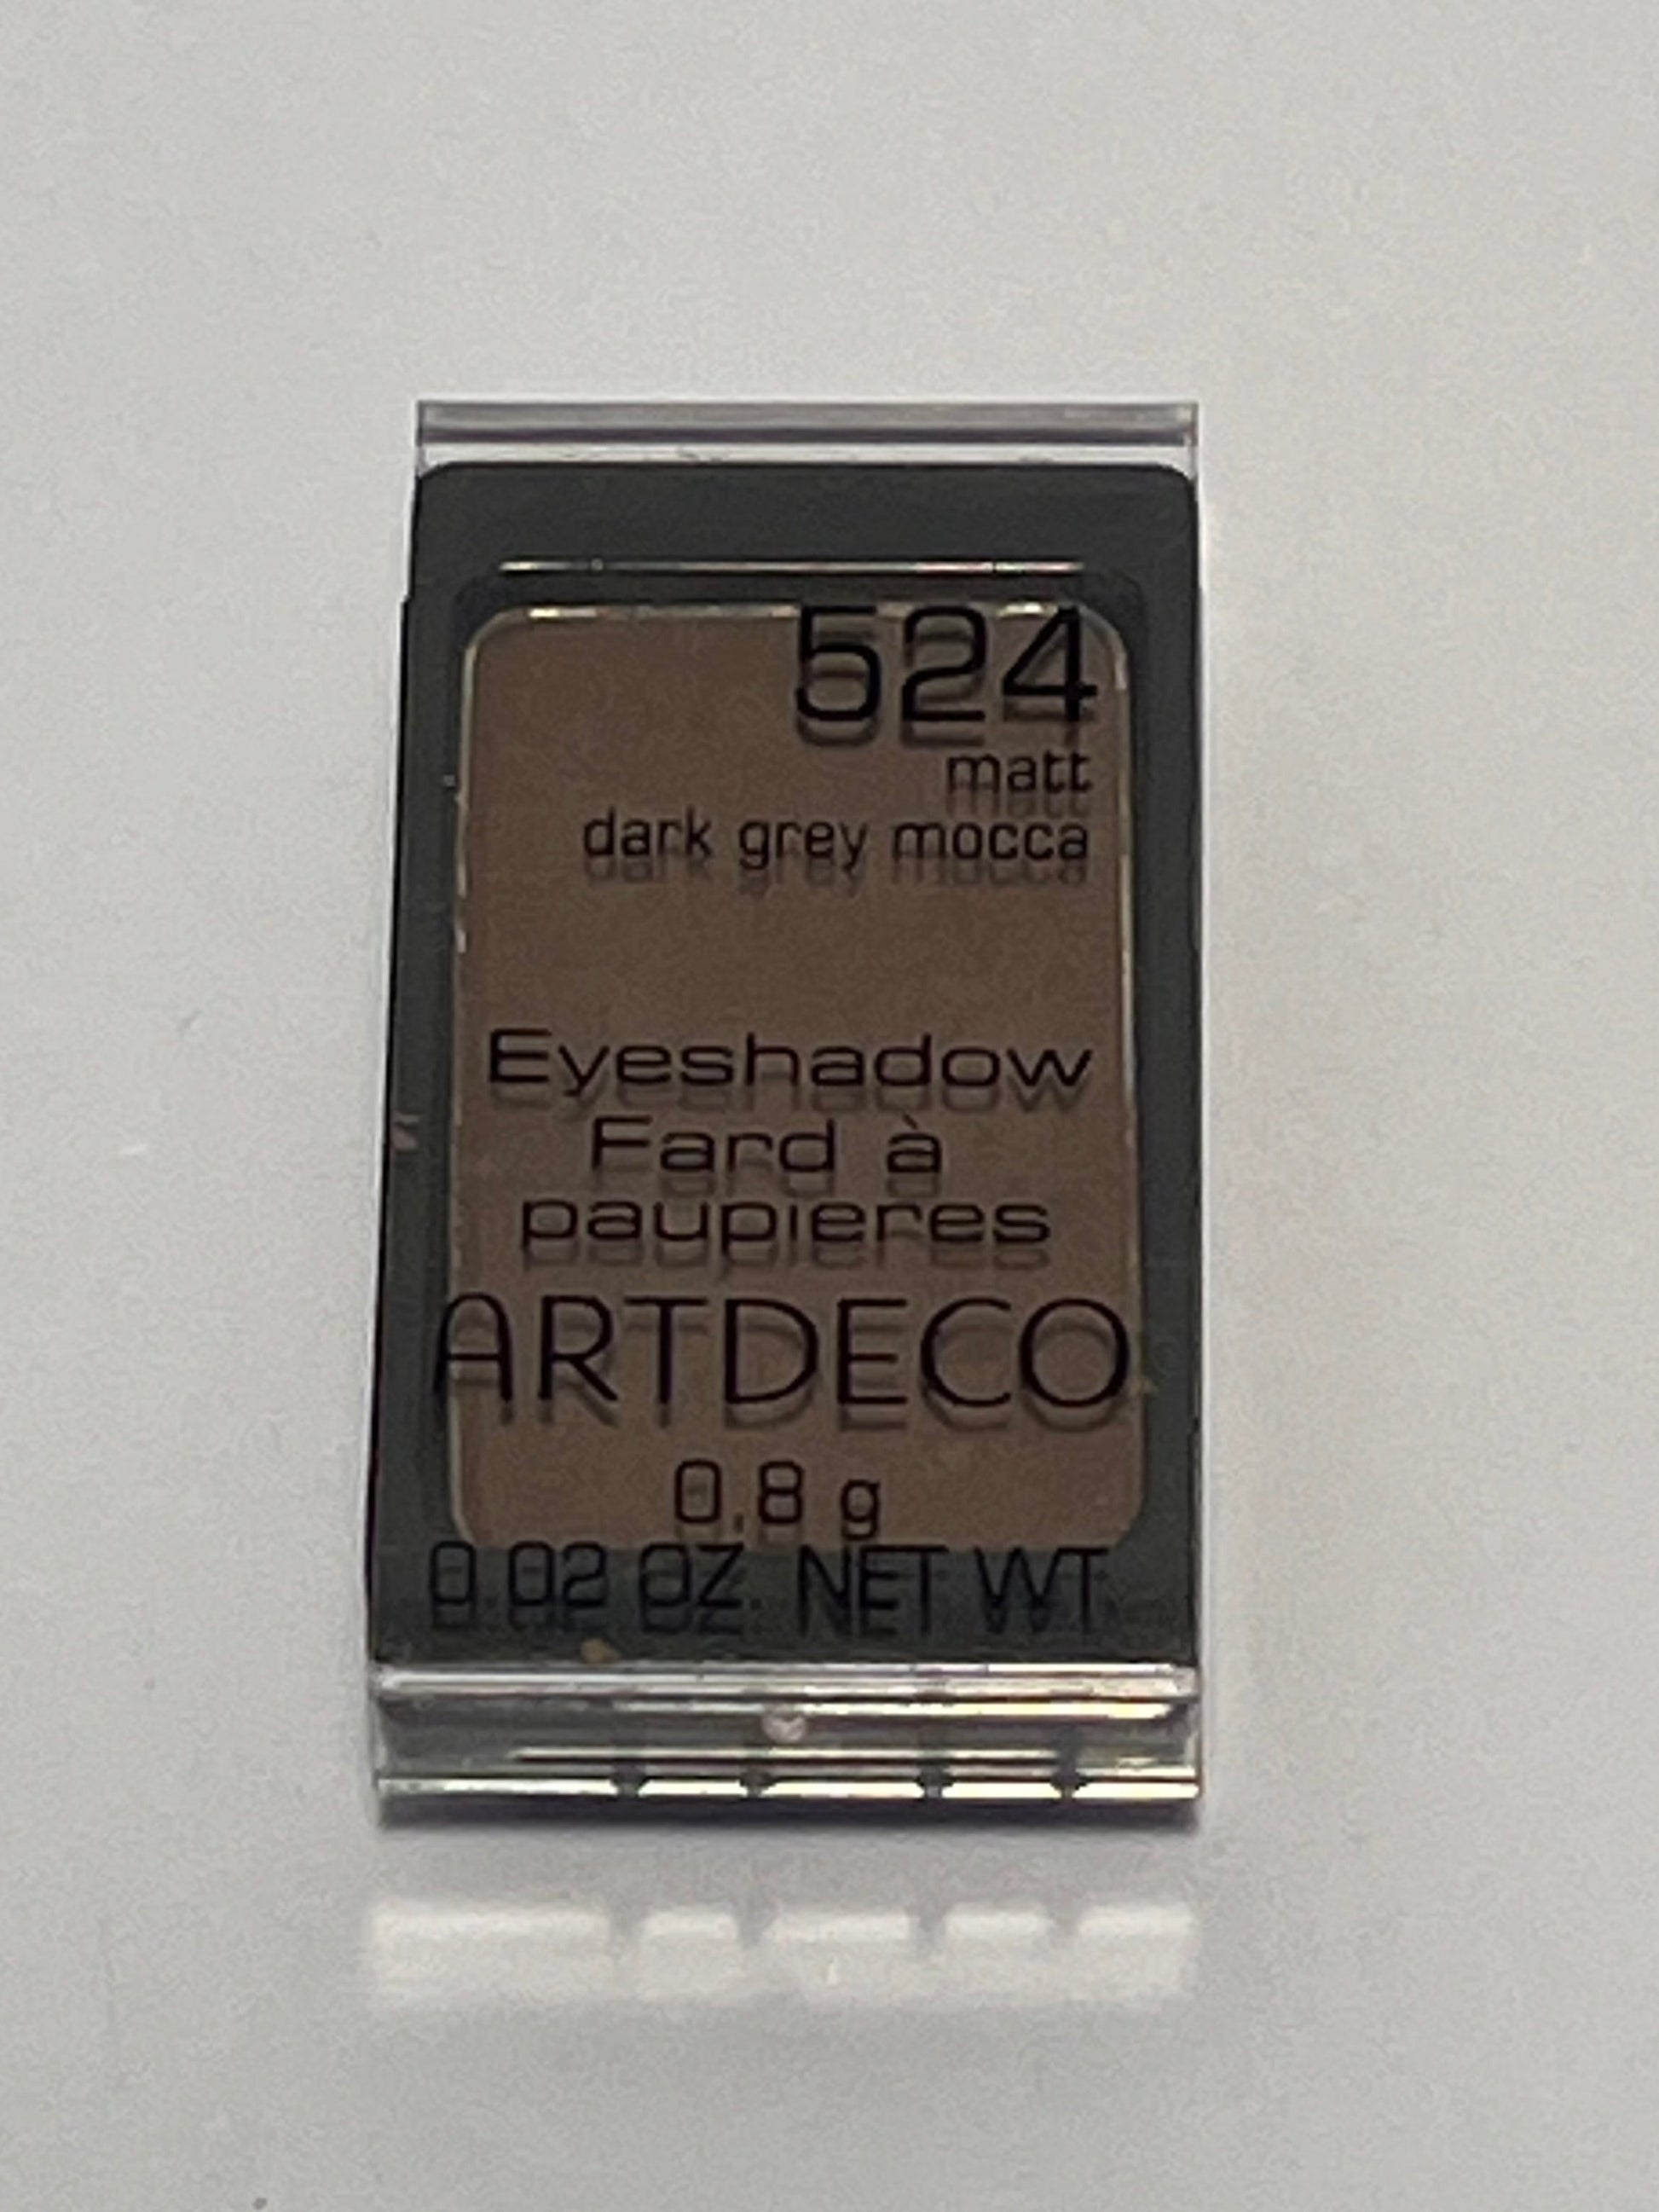 524
matt
dark grey mocca
Eyeshadow
Fard à
paupieres
ARTDECO
0.8 g
0.02 OZ. NET WT.